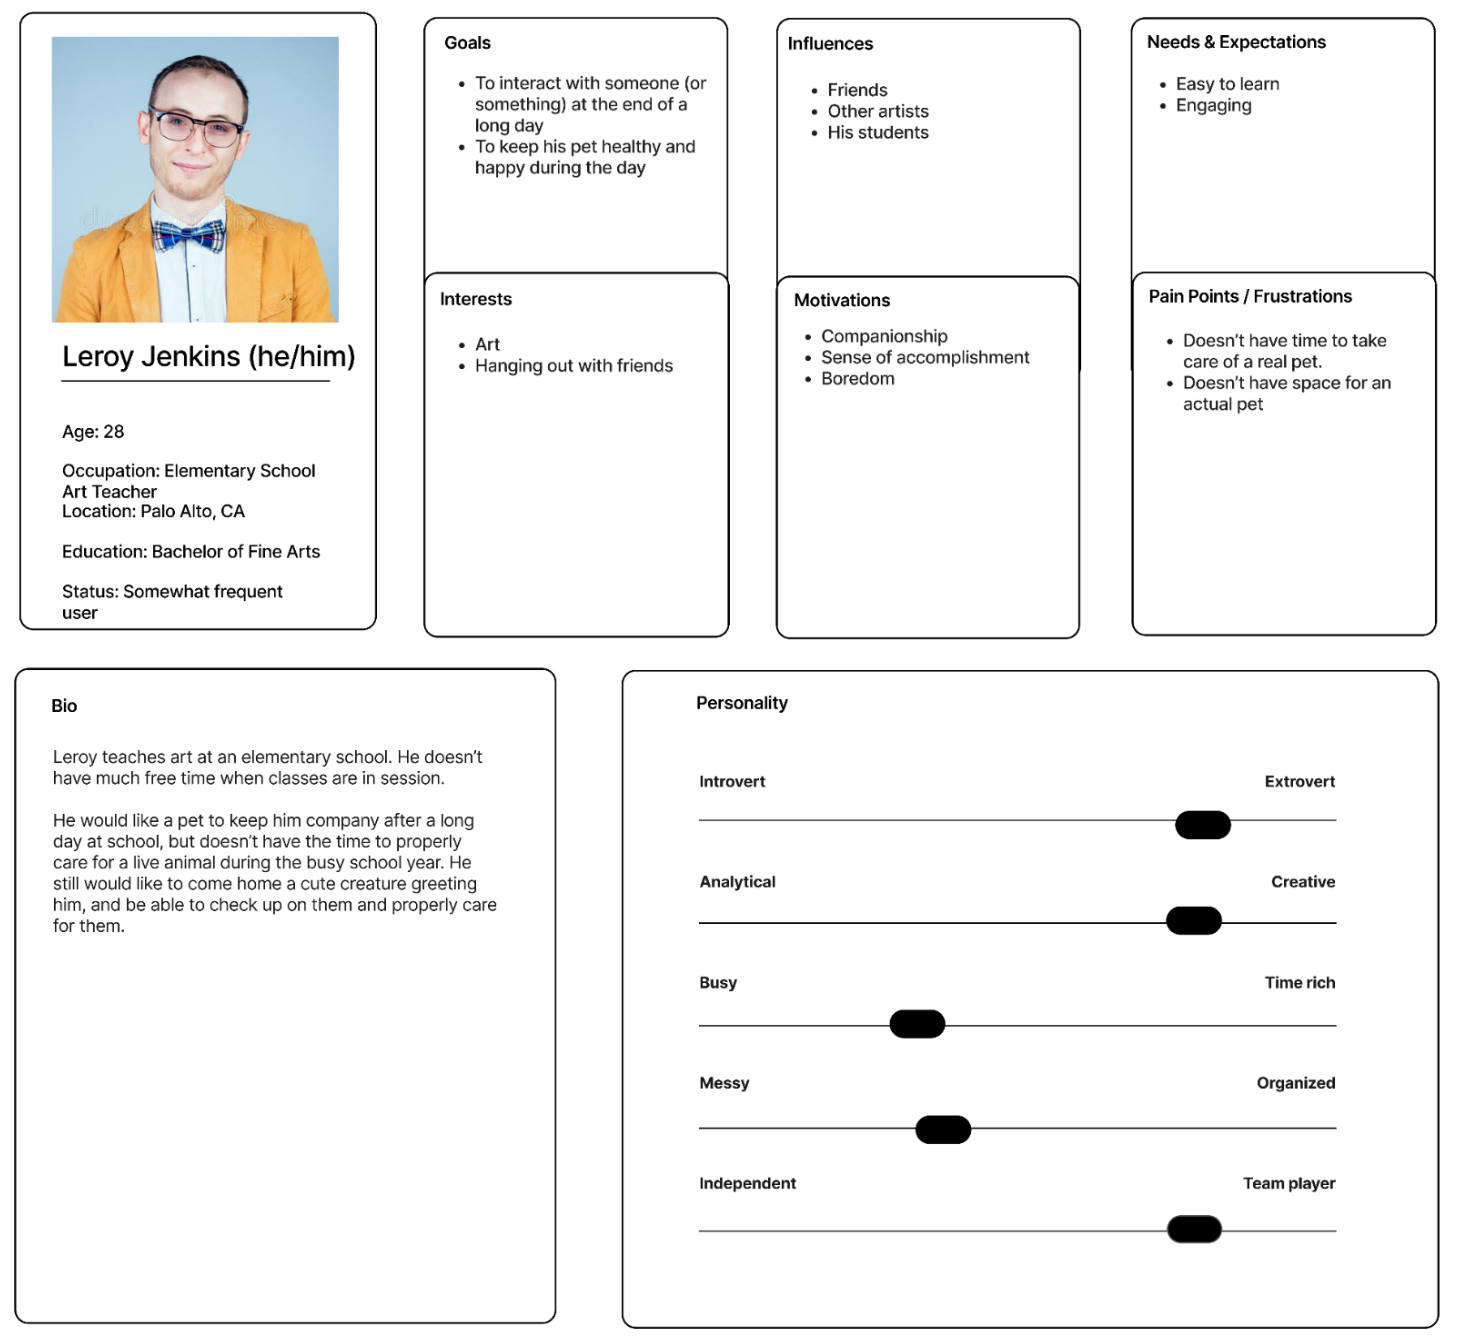 Leroy Jenkins (he/him)
Age: 28
Occupation: Elementary School
Art Teacher
Location: Palo Alto, CA
Education: Bachelor of Fine Arts
Status: Somewhat frequent
user
Goals
• To interact with someone (or
something) at the end of a
long day
• To keep his pet healthy and
happy during the day
Interests
• Art
• Hanging out with friends
Influences
• Friends
• Other artists
• His students
Motivations
• Companionship
• Sense of accomplishment
• Boredom
Needs & Expectations
• Easy to learn
• Engaging
Pain Points / Frustrations
• Doesn't have time to take
care of a real pet.
• Doesn't have space for an
actual pet
Bio
Leroy teaches art at an elementary school. He doesn't
have much free time when classes are in session.
He would like a pet to keep him company after a long
day at school, but doesn't have the time to properly
care for a live animal during the busy school year. He
still would like to come home a cute creature greeting
him, and be able to check up on them and properly care
for them.
Personality
Introvert Extrovert
Analytical Creative
Busy Time rich
Messy Organized
Independent Team player